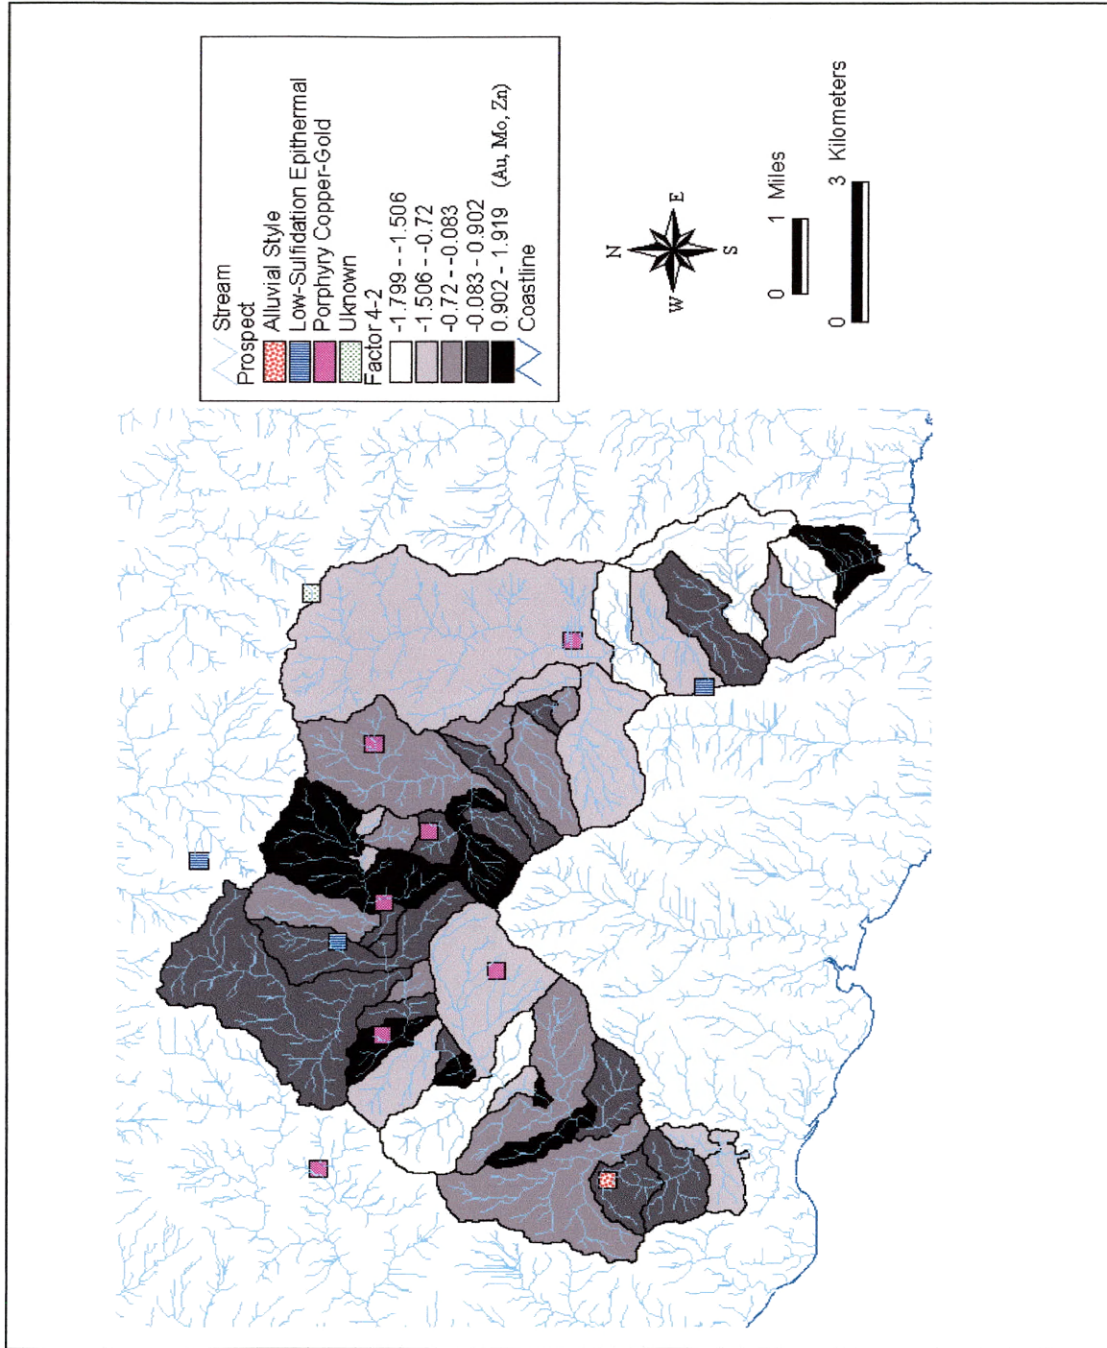 Stream
Prospect
Alluvial Style
Low-Sulfidation Epithermal
Porphyry Copper-Gold
Uknown
Factor 4-2
-1.799 - -1.506
-1.506 - -0.72
-0.72 - -0.083
-0.083 - 0.902
0.902 - 1.919 (Au, Mo, Zn)
Coastline
N
W
E
S
0 1 Miles
0 3 Kilometers